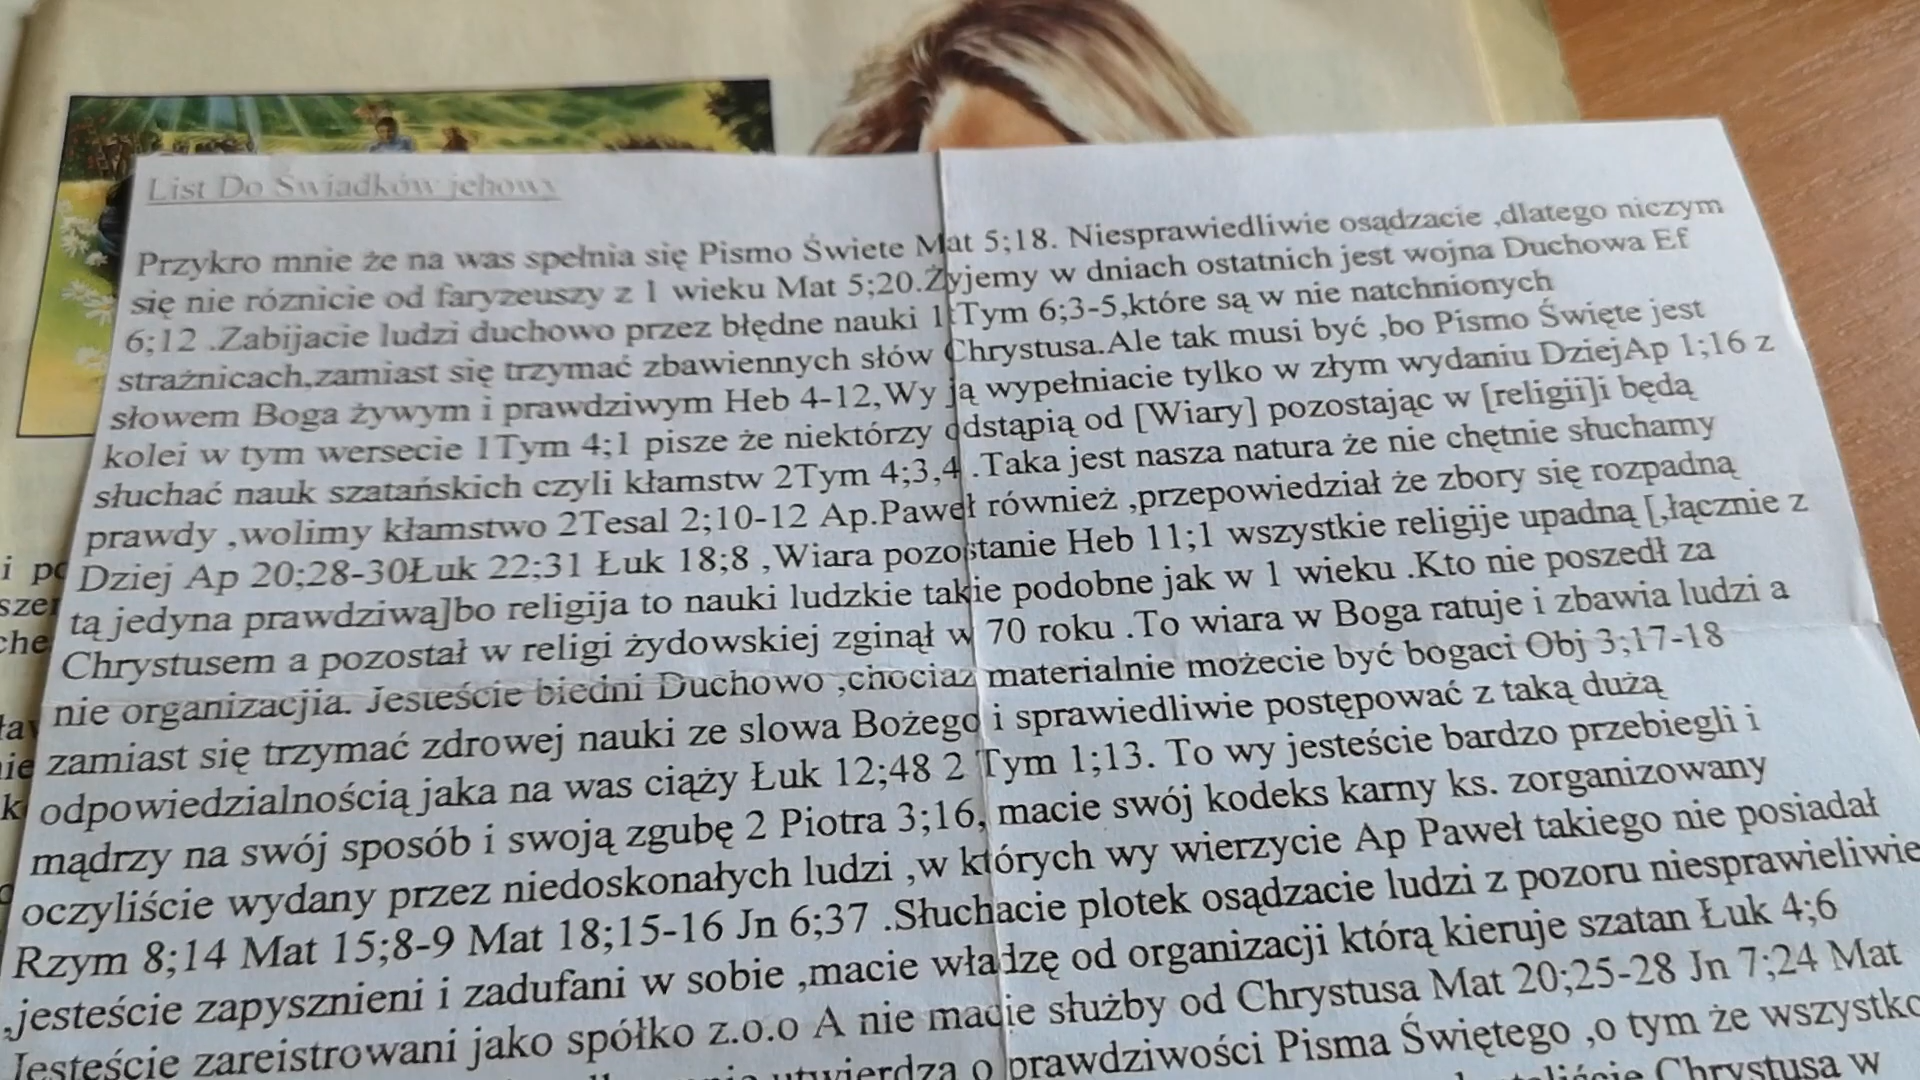 List Do Świadków jehowy
Przykro mnie że na was spełnia się Pismo Świete Mat 5;18. Niesprawiedliwie osądzacie ,dlatego niczym
się nie róznicie od faryzeuszy z 1 wieku Mat 5;20.Żyjemy w dniach ostatnich jest wojna Duchowa Ef
6;12 .Zabijacie ludzi duchowo przez błędne nauki 1 Tym 6;3-5,które są w nie natchnionych
strażnicach,zamiast się trzymać zbawiennych słów Chrystusa.Ale tak musi być ,bo Pismo Święte jest
słowem Boga żywym i prawdziwym Heb 4-12,Wy ją wypełniacie tylko w złym wydaniu DziejAp 1;16 z
kolei w tym wersecie 1Tym 4;1 pisze że niektórzy odstąpią od [Wiary] pozostając w [religii]i będą
słuchać nauk szatańskich czyli kłamstw 2Tym 4;3,4 .Taka jest nasza natura że nie chętnie słuchamy
prawdy ,wolimy kłamstwo 2Tesal 2;10-12 Ap.Paweł również ,przepowiedział że zbory się rozpadną
Dziej Ap 20;28-30Łuk 22;31 Łuk 18;8 ,Wiara pozostanie Heb 11;1 wszystkie religije upadną [,łącznie z
tą jedyna prawdziwą]bo religija to nauki ludzkie takie podobne jak w 1 wieku .Kto nie poszedł za
Chrystusem a pozostał w religi żydowskiej zginął w 70 roku .To wiara w Boga ratuje i zbawia ludzi a
nie organizacjia. Jesteście biedni Duchowo ,chociaz materialnie możecie być bogaci Obj 3;17-18
zamiast się trzymać zdrowej nauki ze slowa Bożego i sprawiedliwie postępować z taką dużą
odpowiedzialnością jaka na was ciąży Łuk 12;48 2 Tym 1;13. To wy jesteście bardzo przebiegli i
mądrzy na swój sposób i swoją zgubę 2 Piotra 3;16, macie swój kodeks karny ks. zorganizowany
oczyliście wydany przez niedoskonałych ludzi ,w których wy wierzycie Ap Paweł takiego nie posiadał
Rzym 8;14 Mat 15;8-9 Mat 18;15-16 Jn 6;37 .Słuchacie plotek osądzacie ludzi z pozoru niesprawieliwie
,jesteście zapysznieni i zadufani w sobie ,macie władzę od organizacji którą kieruje szatan Łuk 4;6
Jesteście zareistrowani jako spółko z.o.o A nie macie służby od Chrystusa Mat 20;25-28 Jn 7;24 Mat
utwierdza o prawdziwości Pisma Świętego ,o tym że wszystko
Chrystusa w